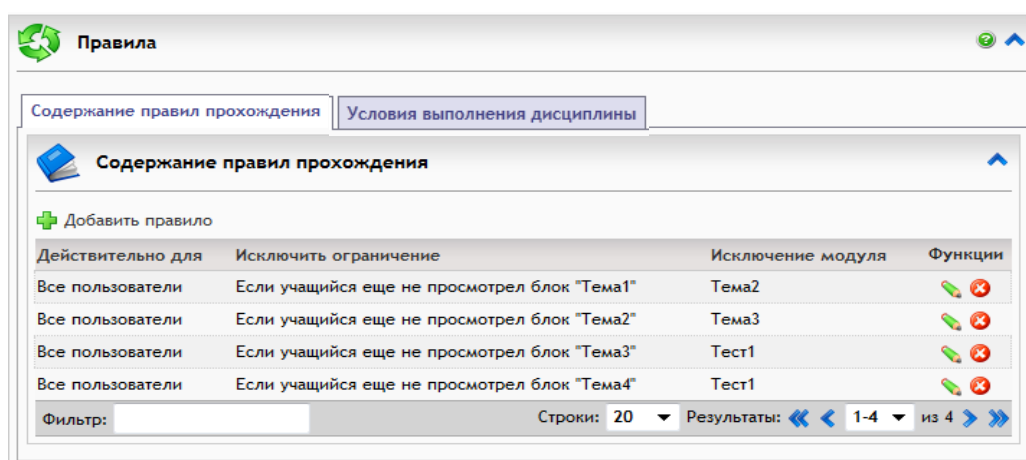 Правила
Содержание правил прохождения Условия выполнения дисциплины
Содержание правил прохождения
Добавить правило
Действительно для Исключить ограничение Исключение модуля Функции
Все пользователи Если учащийся еще не просмотрел блок "Тема1" Тема2
Все пользователи Если учащийся еще не просмотрел блок "Тема2" Тема3
Все пользователи Если учащийся еще не просмотрел блок "Тема3" Тест1
Все пользователи Если учащийся еще не просмотрел блок "Тема4" Тест1
Фильтр: Строки: 20 Результаты: 1-4 из 4